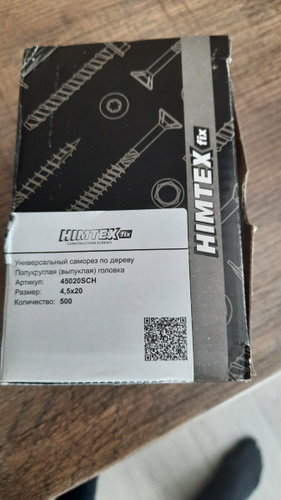 HIMTEX fix
HIMTEX fix
CONSTRUCTION SCREWS
Универсальный саморез по дереву
Полукруглая (выпуклая) головка
Артикул: 45020SCH
Размер: 4,5x20
Количество: 500